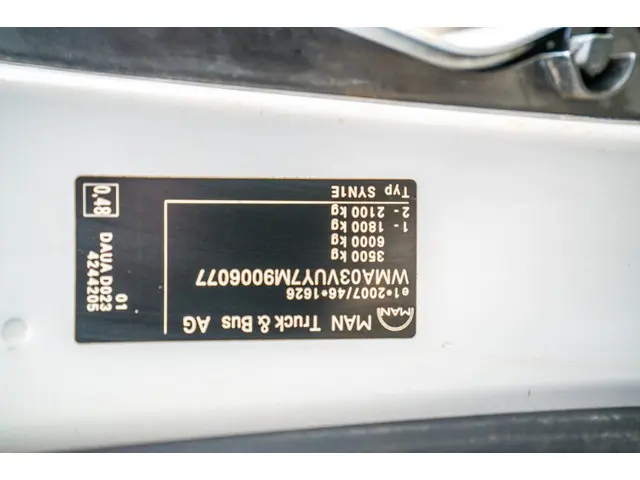 MAN
MAN Truck & Bus AG
e1*2007/46*1626
WMA03VUY7M9006077
3500 kg
6000 kg
1 - 1800 kg
2 - 2100 kg
Typ SYN1E
0.48
DAUA D023
4244205
01